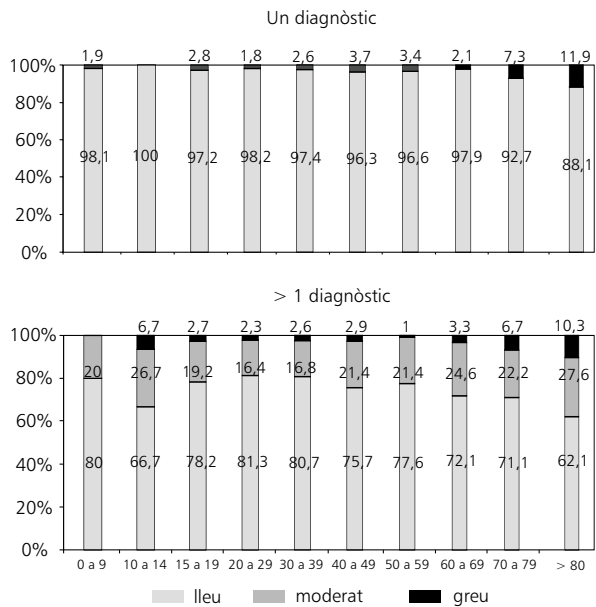 Un diagnòstic
1,9 2,8 1,8 2,6 3,7 3,4 2,1 7,3 11,9
100%
80%
98,1 100 97,2 98,2 97,4 96,3 96,6 97,9 92,7 88,1
60%
40%
20%
0%
> 1 diagnòstic
6,7 2,7 2,3 2,6 2,9 1 3,3 6,7 10,3
100%
20 26,7 19,2 16,4 16,8 21,4 21,4 24,6 22,2 27,6
80%
60%
80 66,7 78,2 81,3 80,7 75,7 77,6 72,1 71,1 62,1
40%
20%
0%
0 a 9 10 a 14 15 a 19 20 a 29 30 a 39 40 a 49 50 a 59 60 a 69 70 a 79 > 80
lleu moderat greu